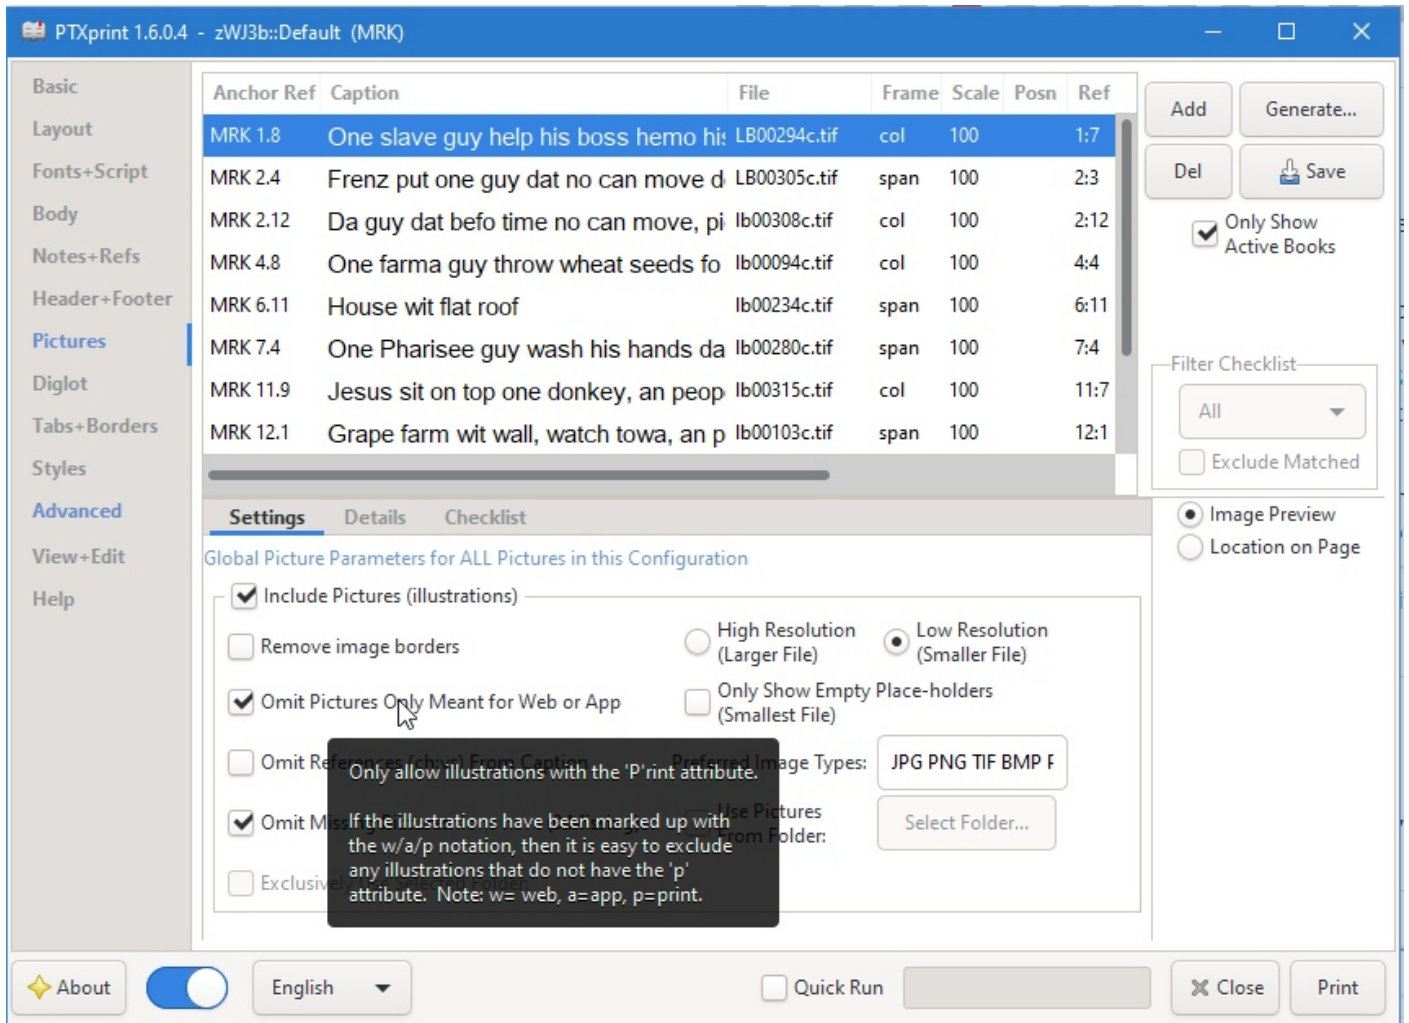 PTXprint 1.6.0.4 - zWJ3b::Default (MRK)
Basic
Layout
Fonts+Script
Body
Notes+Refs
Header+Footer
Pictures
Diglot
Tabs+Borders
Styles
Advanced
View+Edit
Help
Anchor Ref Caption File Frame Scale Posn Ref
MRK 1.8 One slave guy help his boss hemo his LB00294c.tif col 100 1:7
MRK 2.4 Frenz put one guy dat no can move d LB00305c.tif span 100 2:3
MRK 2.12 Da guy dat befo time no can move, pi lb00308c.tif col 100 2:12
MRK 4.8 One farma guy throw wheat seeds fo lb00094c.tif col 100 4:4
MRK 6.11 House wit flat roof lb00234c.tif span 100 6:11
MRK 7.4 One Pharisee guy wash his hands da lb00280c.tif span 100 7:4
MRK 11.9 Jesus sit on top one donkey, an peop lb00315c.tif col 100 11:7
MRK 12.1 Grape farm wit wall, watch towa, an p lb00103c.tif span 100 12:1
Add Generate...
Del Save
Only Show
Active Books
Filter Checklist
All
Exclude Matched
Image Preview
Location on Page
Settings Details Checklist
Global Picture Parameters for ALL Pictures in this Configuration
Include Pictures (illustrations)
Remove image borders
High Resolution
(Larger File)
Low Resolution
(Smaller File)
Omit Pictures Only Meant for Web or App
Only Show Empty Place-holders
(Smallest File)
Omit References (ch:vs) From Caption
Preferred Image Types: JPG PNG TIF BMP
Omit
Use Pictures
From Folder:
Select Folder...
Exclusively
Only allow illustrations with the 'P'rint attribute.
If the illustrations have been marked up with
the w/a/p notation, then it is easy to exclude
any illustrations that do not have the 'p'
attribute. Note: w= web, a=app, p=print.
About
English
Quick Run
Close
Print